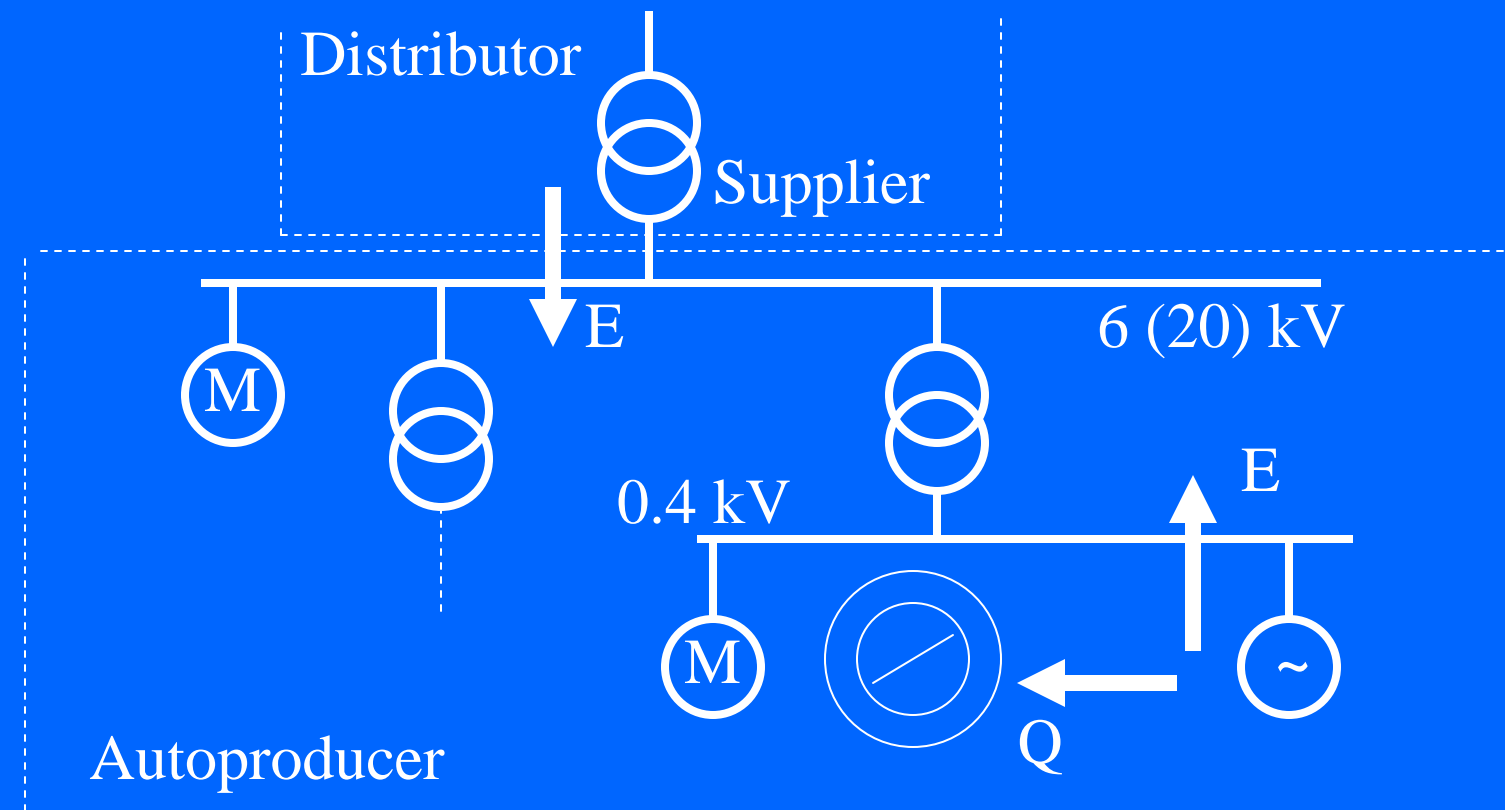 Distributor
Supplier
E
6 (20) kV
M
E
0.4 kV
M
~
Q
Autoproducer